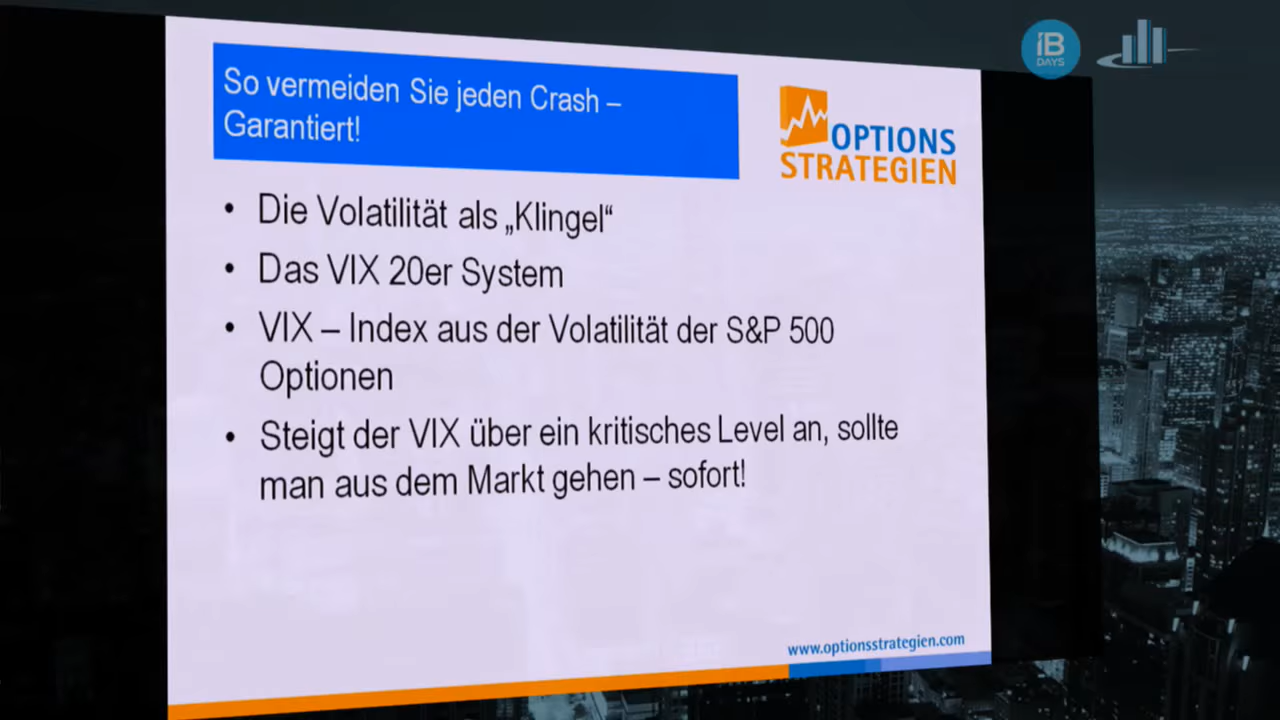 iB
DAYS
So vermeiden Sie jeden Crash –
Garantiert!
OPTIONS
STRATEGIEN
• Die Volatilität als „Klingel“
• Das VIX 20er System
• VIX – Index aus der Volatilität der S&P 500
Optionen
• Steigt der VIX über ein kritisches Level an, sollte
man aus dem Markt gehen – sofort!
www.optionsstrategien.com